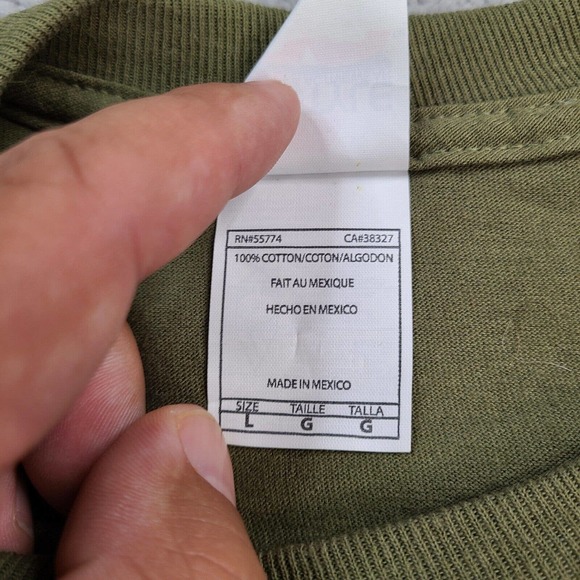 RN#55774 CA#38327
100% COTTON/COTON/ALGODON
FAIT AU MEXIQUE
HECHO EN MEXICO
MADE IN MEXICO
SIZE TAILLE TALLA
L G G